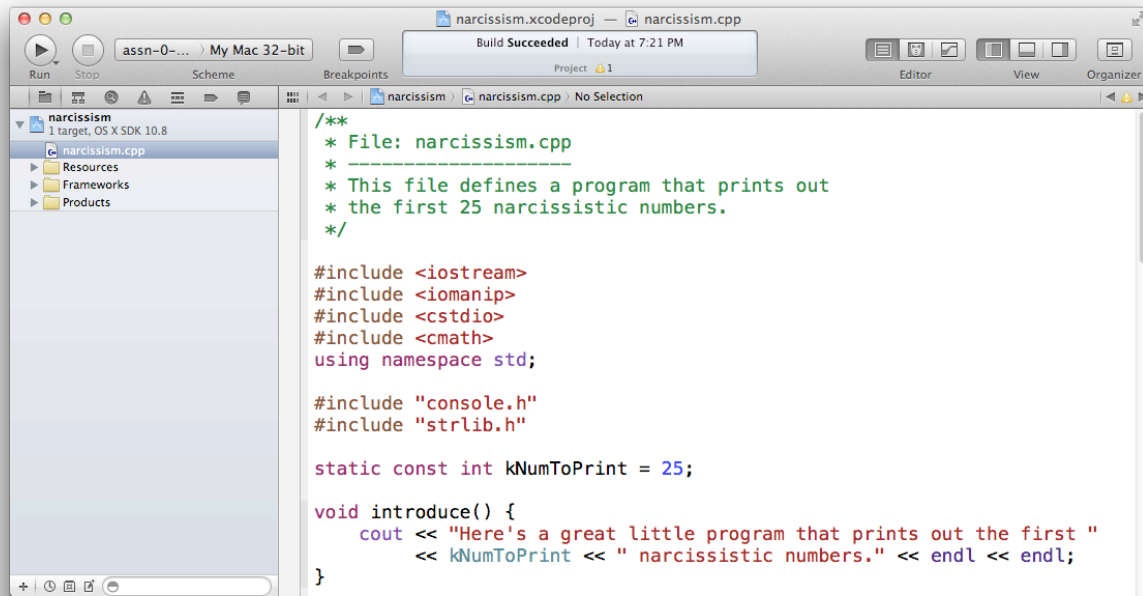 narcissism.xcodeproj — narcissism.cpp
Run
Stop
assn-0-... 〉 My Mac 32-bit
Scheme
Breakpoints
Build Succeeded | Today at 7:21 PM
Project 1
Editor
View
Organizer
narcissism 〉 narcissism.cpp 〉 No Selection
narcissism
1 target, OS X SDK 10.8
narcissism.cpp
Resources
Frameworks
Products
/**
 * File: narcissism.cpp
 * --------------------
 * This file defines a program that prints out
 * the first 25 narcissistic numbers.
 */
#include <iostream>
#include <iomanip>
#include <cstdio>
#include <cmath>
using namespace std;
#include "console.h"
#include "strlib.h"
static const int kNumToPrint = 25;
void introduce() {
    cout << "Here's a great little program that prints out the first "
         << kNumToPrint << " narcissistic numbers." << endl << endl;
}